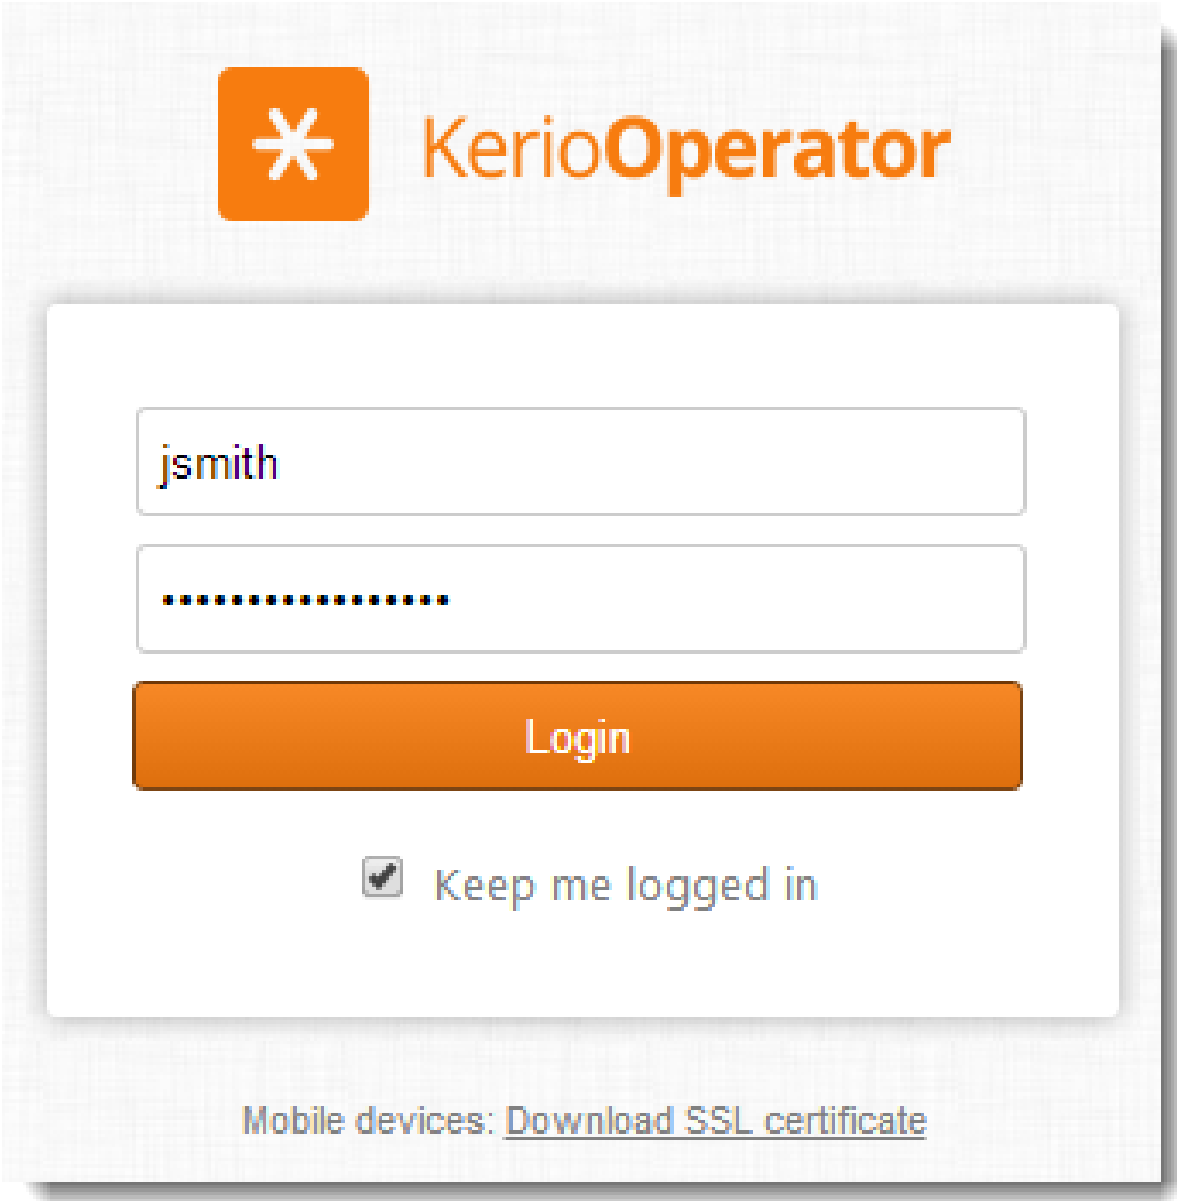 KerioOperator
jsmith
•••••••••••••••••
Login
Keep me logged in
Mobile devices: Download SSL certificate